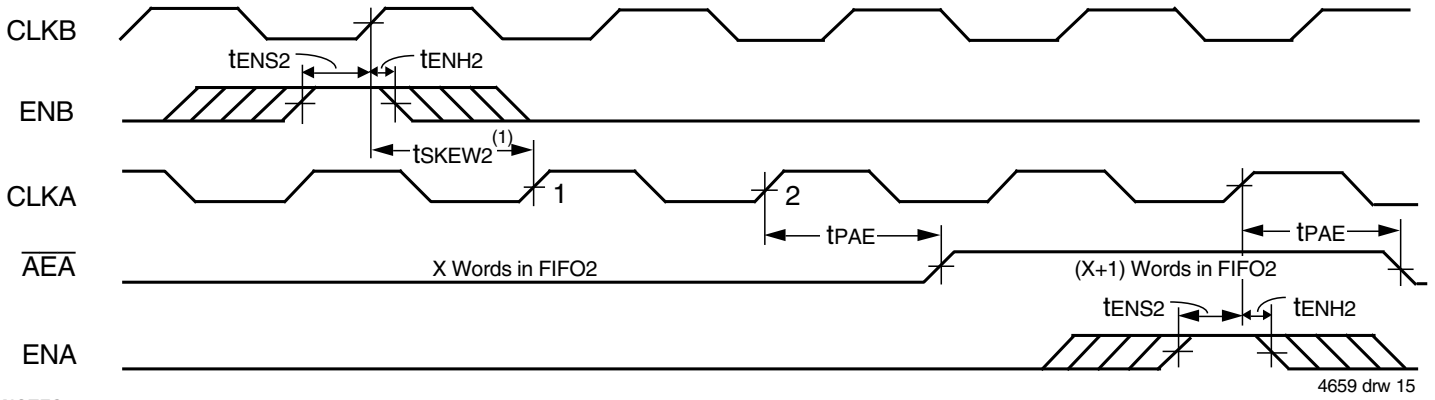 CLKB
tENS2 tENH2
ENB
tSKEW2 (1)
CLKA 1 2
tPAE tPAE
AEA X Words in FIFO2 (X+1) Words in FIFO2
tENS2 tENH2
ENA
4659 drw 15